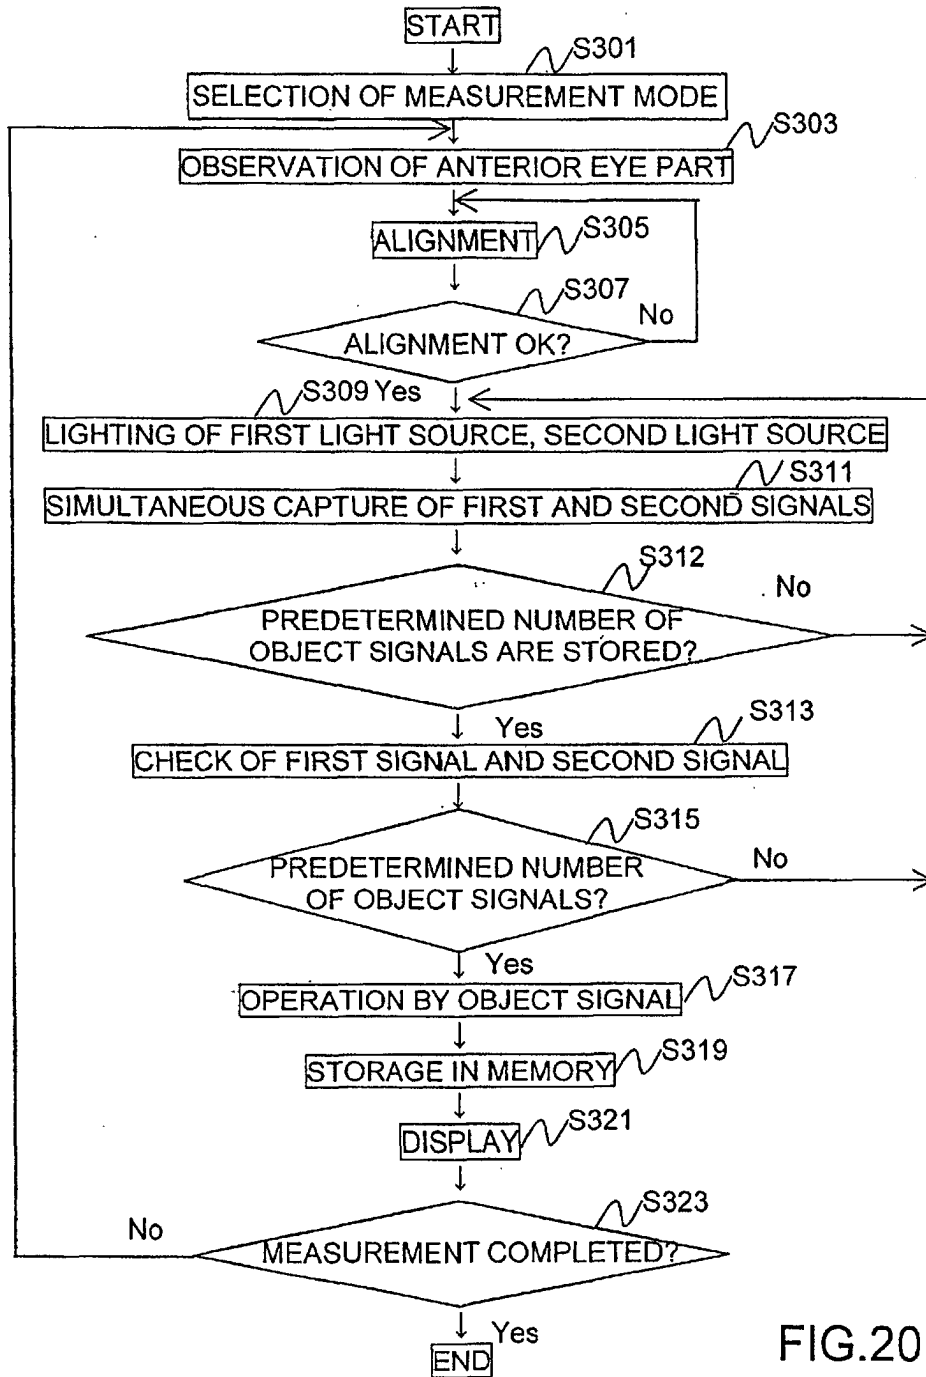 START
S301
SELECTION OF MEASUREMENT MODE
S303
OBSERVATION OF ANTERIOR EYE PART
ALIGNMENT
S305
S307
No
ALIGNMENT OK?
S309 Yes
LIGHTING OF FIRST LIGHT SOURCE, SECOND LIGHT SOURCE
S311
SIMULTANEOUS CAPTURE OF FIRST AND SECOND SIGNALS
S312
No
PREDETERMINED NUMBER OF
OBJECT SIGNALS ARE STORED?
Yes
S313
CHECK OF FIRST SIGNAL AND SECOND SIGNAL
S315
No
PREDETERMINED NUMBER
OF OBJECT SIGNALS?
Yes
S317
OPERATION BY OBJECT SIGNAL
S319
STORAGE IN MEMORY
S321
DISPLAY
S323
No
MEASUREMENT COMPLETED?
Yes
END
FIG.20